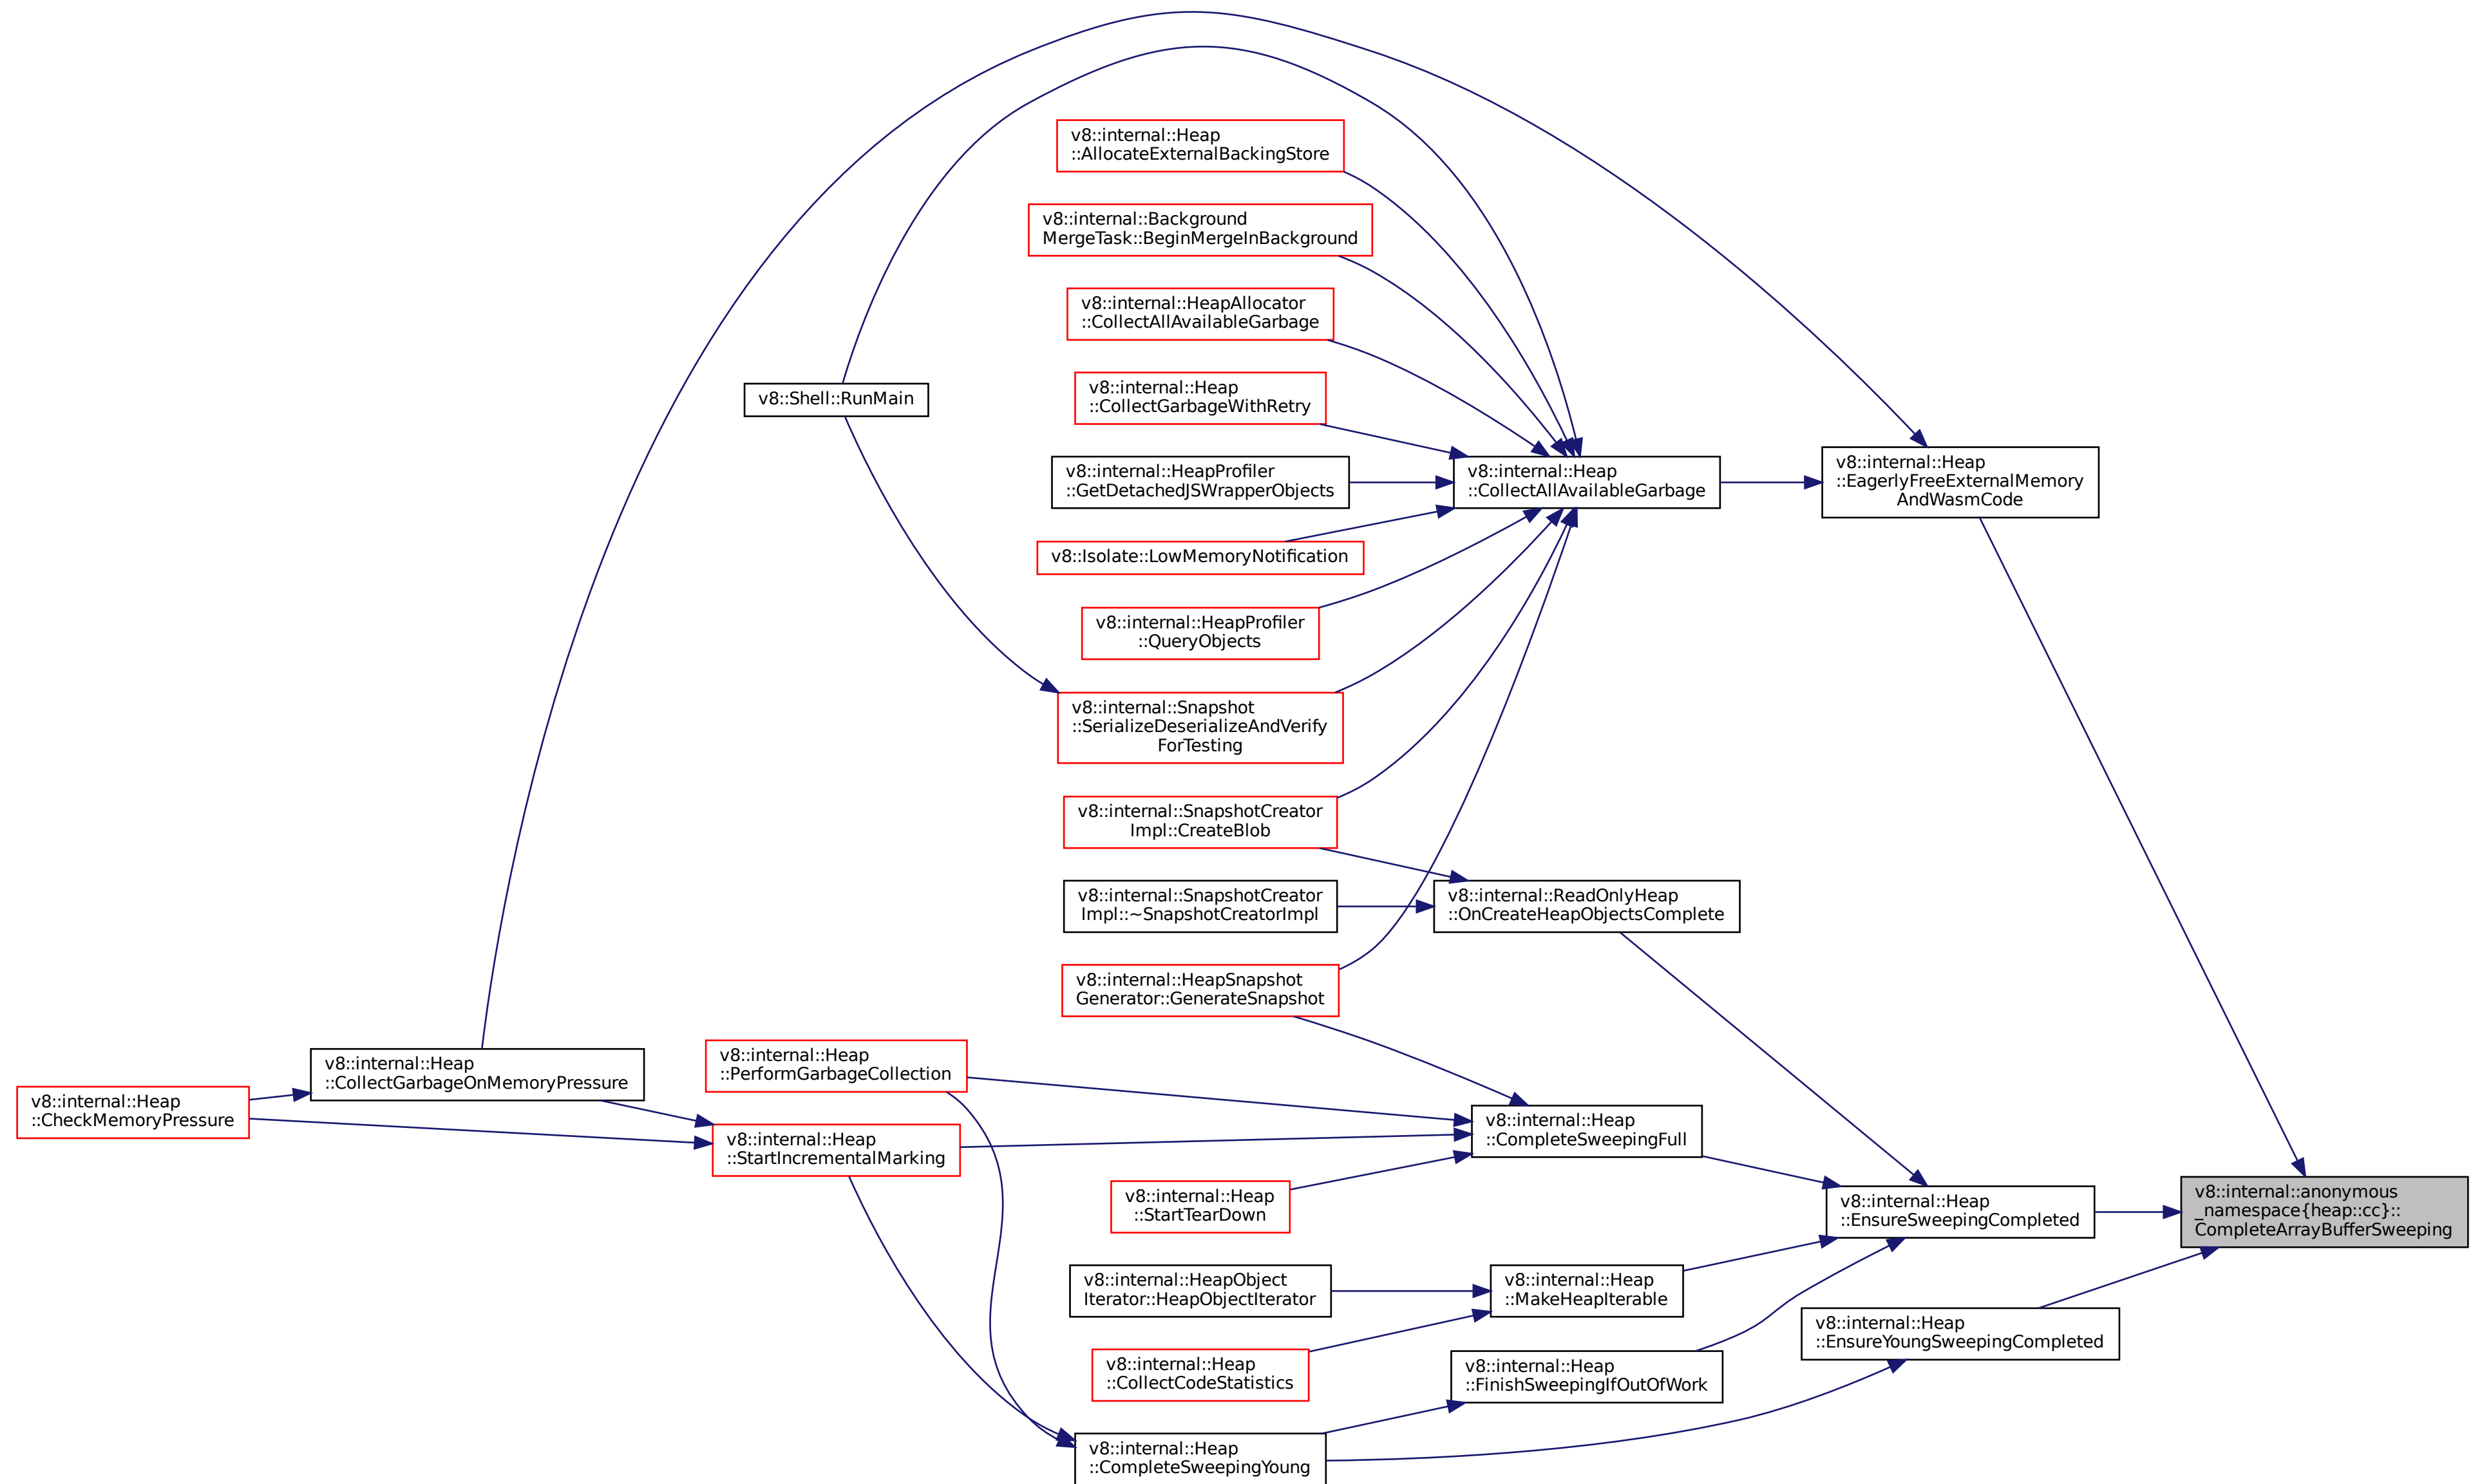 v8::internal::Heap
::AllocateExternalBackingStore
v8::internal::Background
MergeTask::BeginMergeInBackground
v8::internal::HeapAllocator
::CollectAllAvailableGarbage
v8::Shell::RunMain
v8::internal::Heap
::CollectGarbageWithRetry
v8::internal::HeapProfiler
::GetDetachedJSWrapperObjects
v8::internal::Heap
::CollectAllAvailableGarbage
v8::internal::Heap
::EagerlyFreeExternalMemory
AndWasmCode
v8::Isolate::LowMemoryNotification
v8::internal::HeapProfiler
::QueryObjects
v8::internal::Snapshot
::SerializeDeserializeAndVerify
ForTesting
v8::internal::SnapshotCreator
Impl::CreateBlob
v8::internal::SnapshotCreator
Impl::~SnapshotCreatorImpl
v8::internal::ReadOnlyHeap
::OnCreateHeapObjectsComplete
v8::internal::HeapSnapshot
Generator::GenerateSnapshot
v8::internal::Heap
::CheckMemoryPressure
v8::internal::Heap
::CollectGarbageOnMemoryPressure
v8::internal::Heap
::PerformGarbageCollection
v8::internal::Heap
::StartIncrementalMarking
v8::internal::Heap
::CompleteSweepingFull
v8::internal::Heap
::StartTearDown
v8::internal::Heap
::EnsureSweepingCompleted
v8::internal::anonymous
_namespace{heap::cc}::
CompleteArrayBufferSweeping
v8::internal::HeapObject
Iterator::HeapObjectIterator
v8::internal::Heap
::MakeHeapIterable
v8::internal::Heap
::EnsureYoungSweepingCompleted
v8::internal::Heap
::CollectCodeStatistics
v8::internal::Heap
::FinishSweepingIfOutOfWork
v8::internal::Heap
::CompleteSweepingYoung